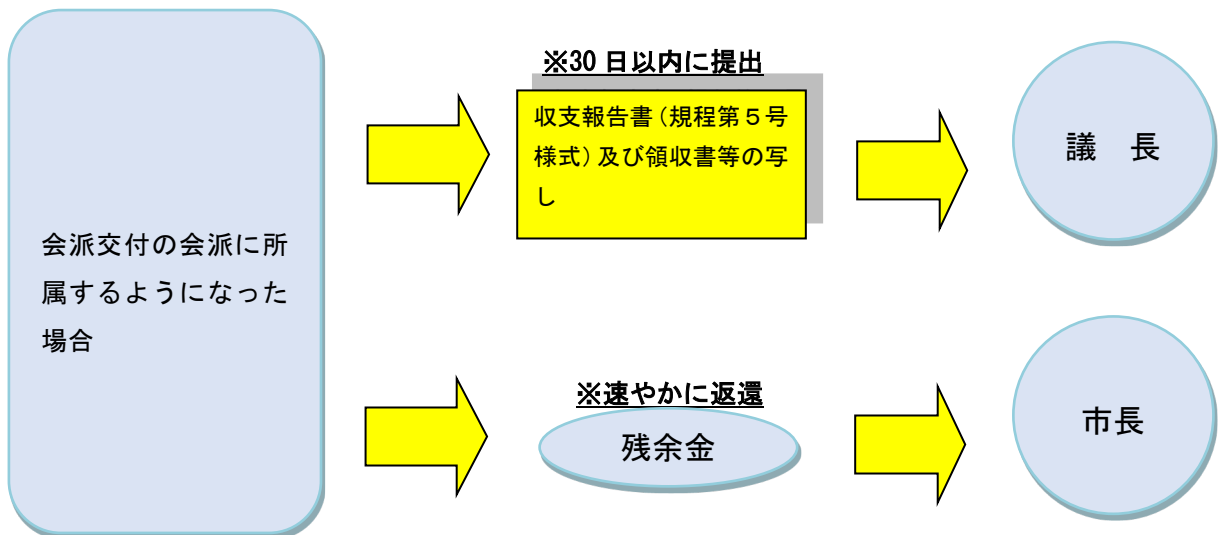 会派交付の会派に所
属するようになった
場合
※30 日以内に提出
収支報告書(規程第5号
様式)及び領収書等の写
し
議 長
※速やかに返還
残余金
市長